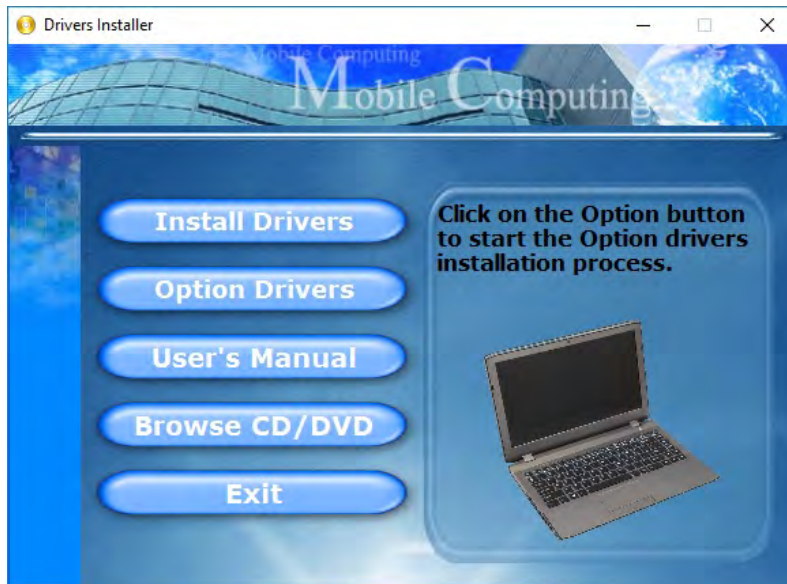 Drivers Installer
Mobile Computing
Mobile Computing
Install Drivers
Option Drivers
User's Manual
Browse CD/DVD
Exit
Click on the Option button
to start the Option drivers
installation process.